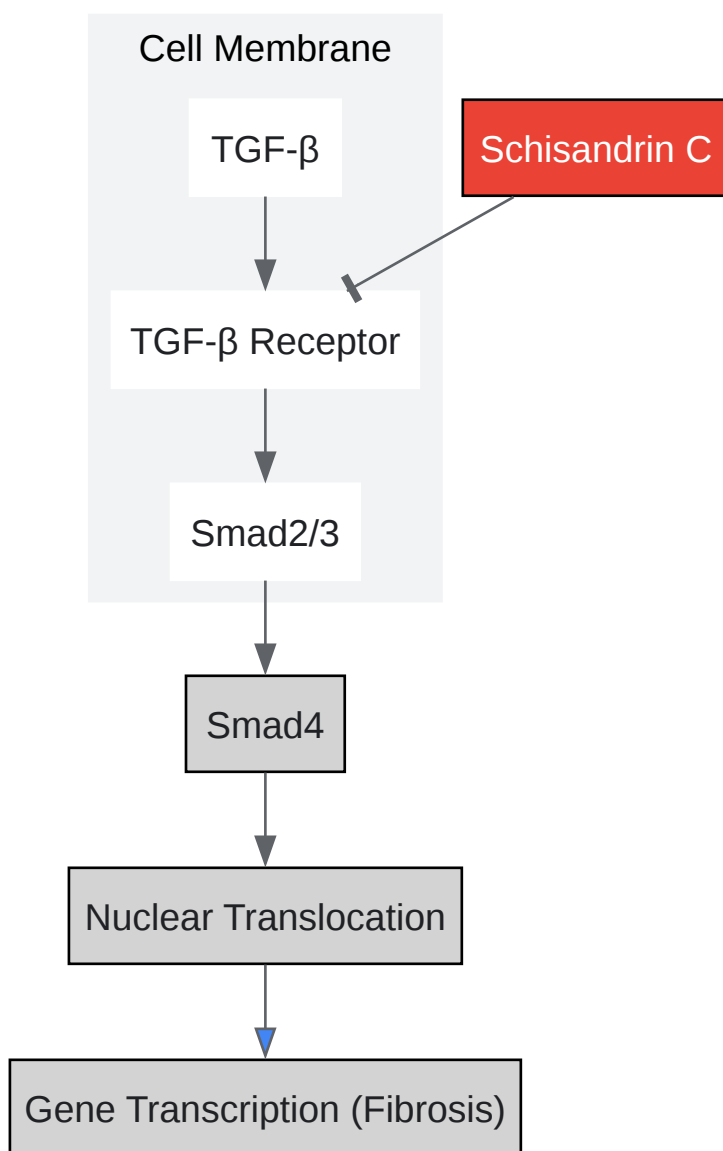 Cell Membrane
TGF-β
Schisandrin C
TGF-β Receptor
Smad2/3
Smad4
Nuclear Translocation
Gene Transcription (Fibrosis)